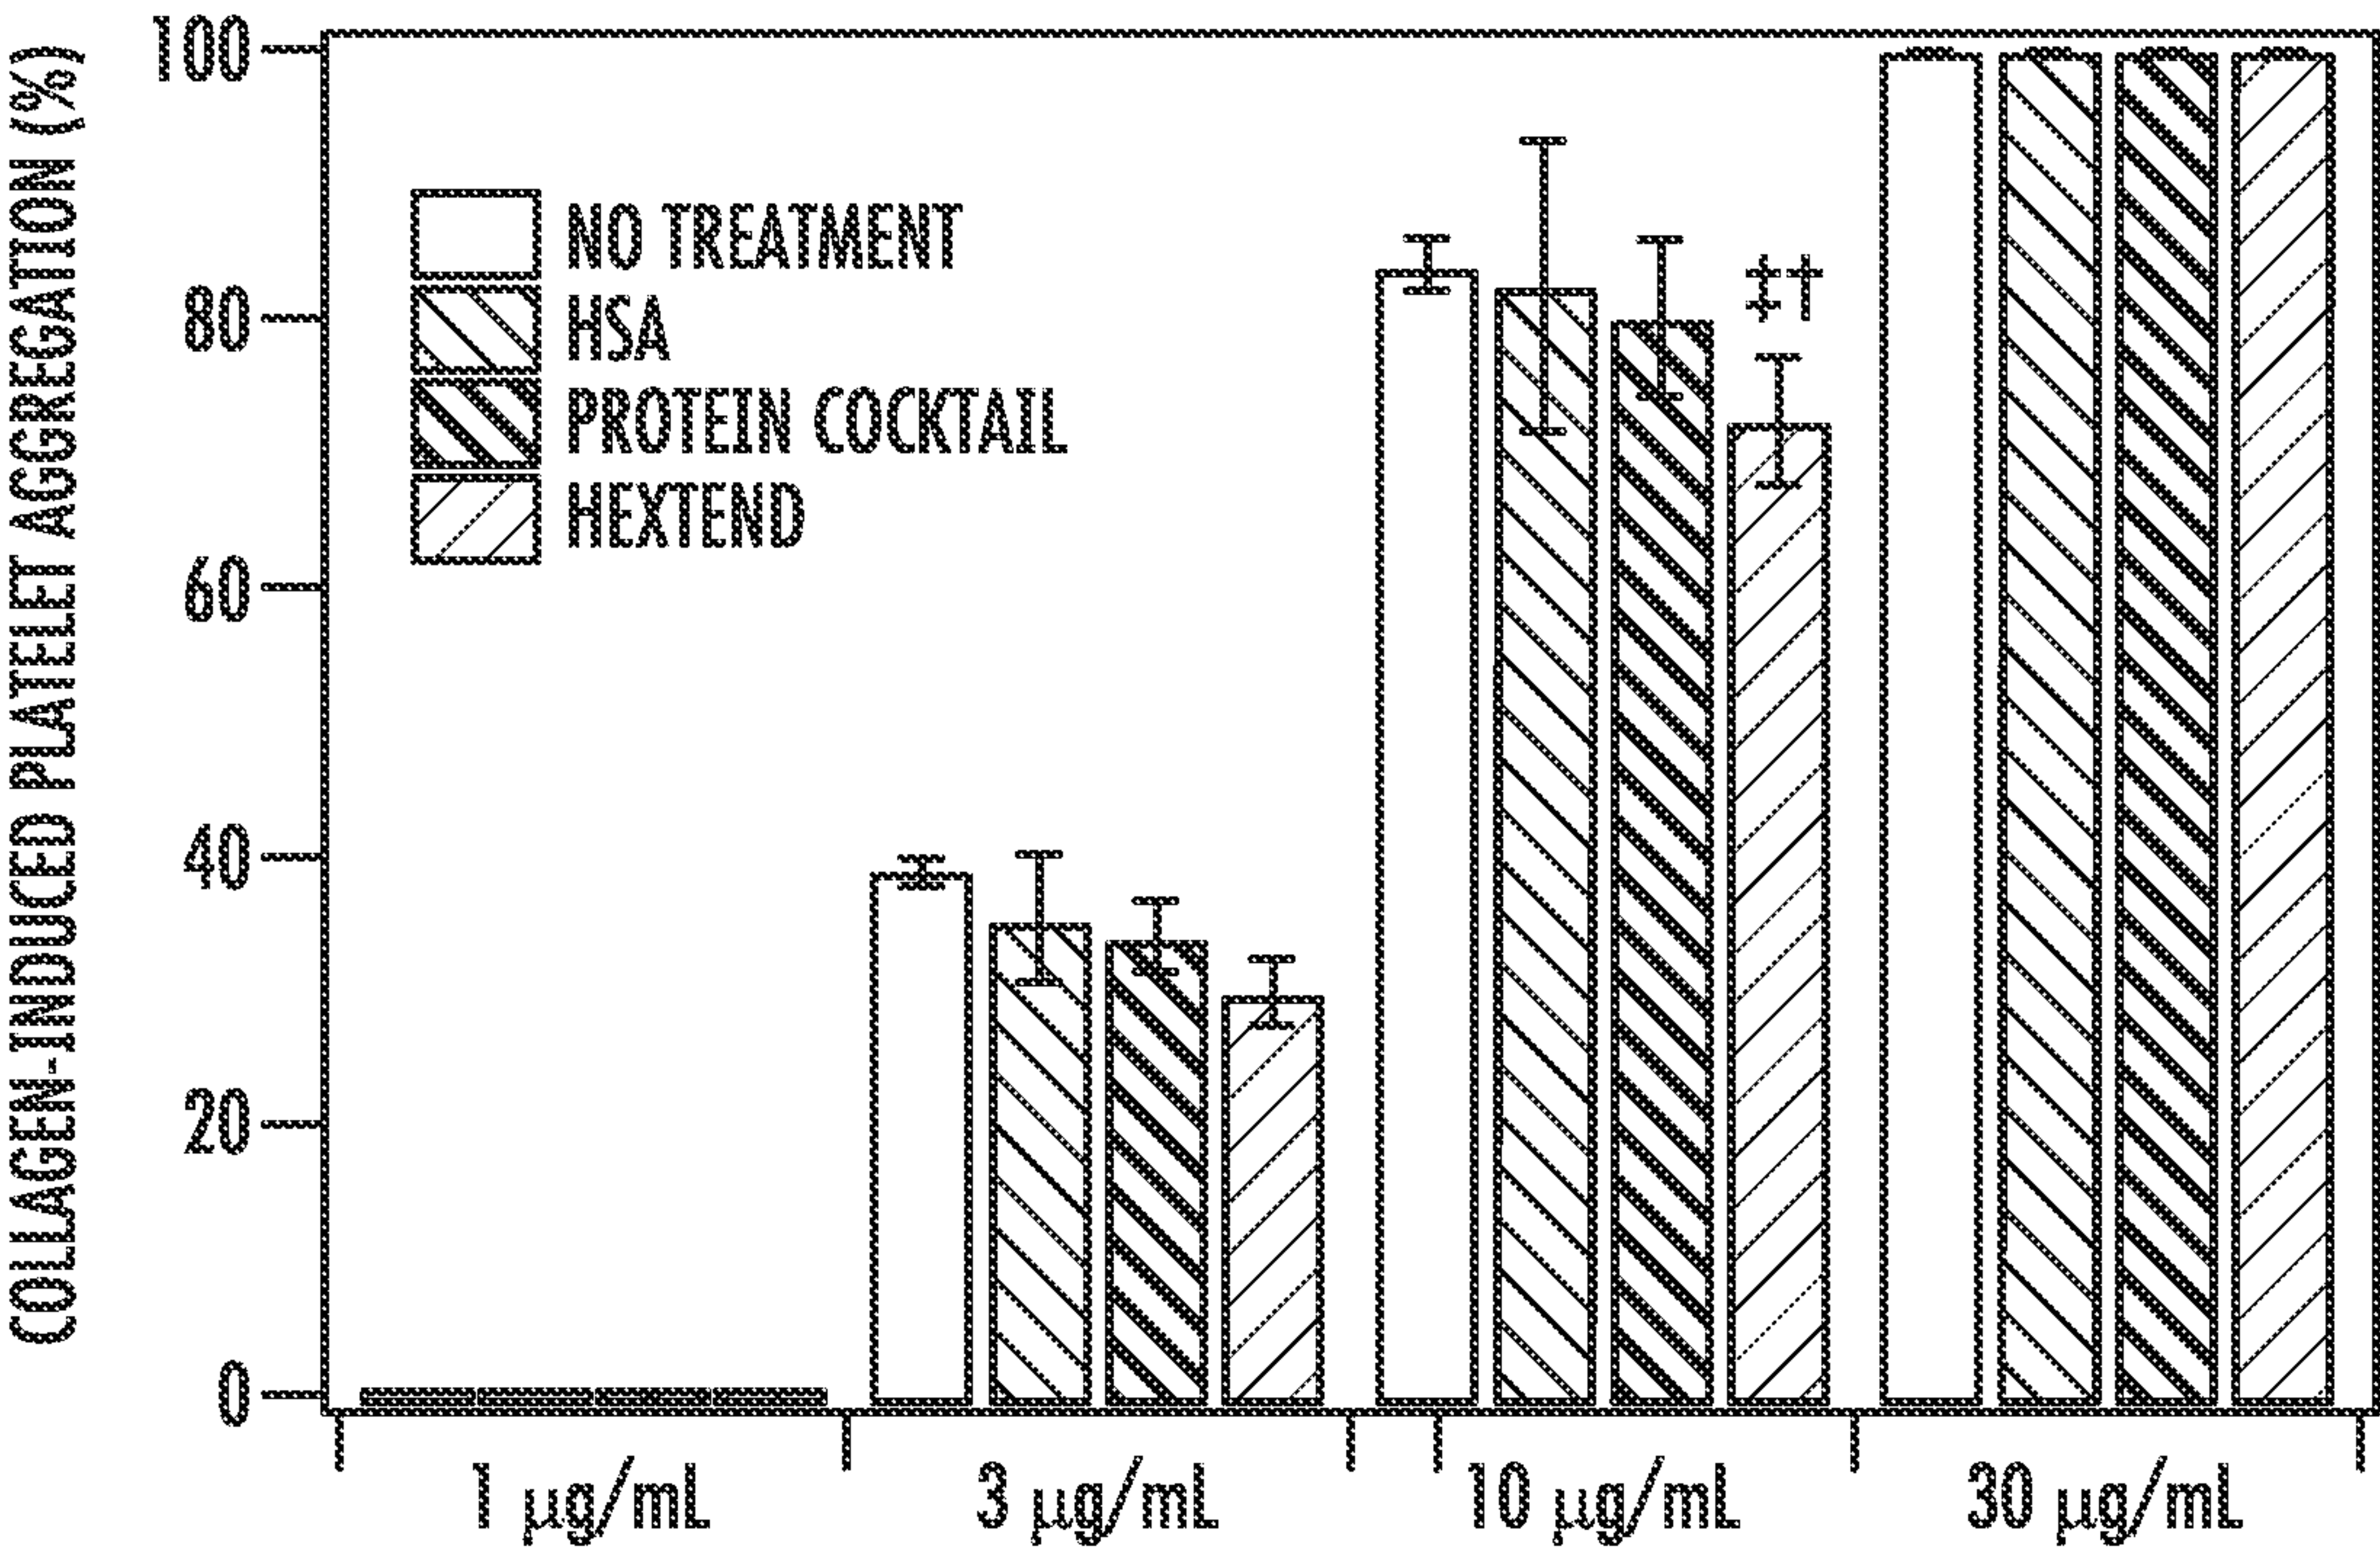 COLLAGEN-INDUCED PLATELET AGGREGATION (%)
100
80
60
40
20
0
NO TREATMENT
HSA
PROTEIN COCKTAIL
HEXTEND
‡†
1 µg/mL
3 µg/mL
10 µg/mL
30 µg/mL